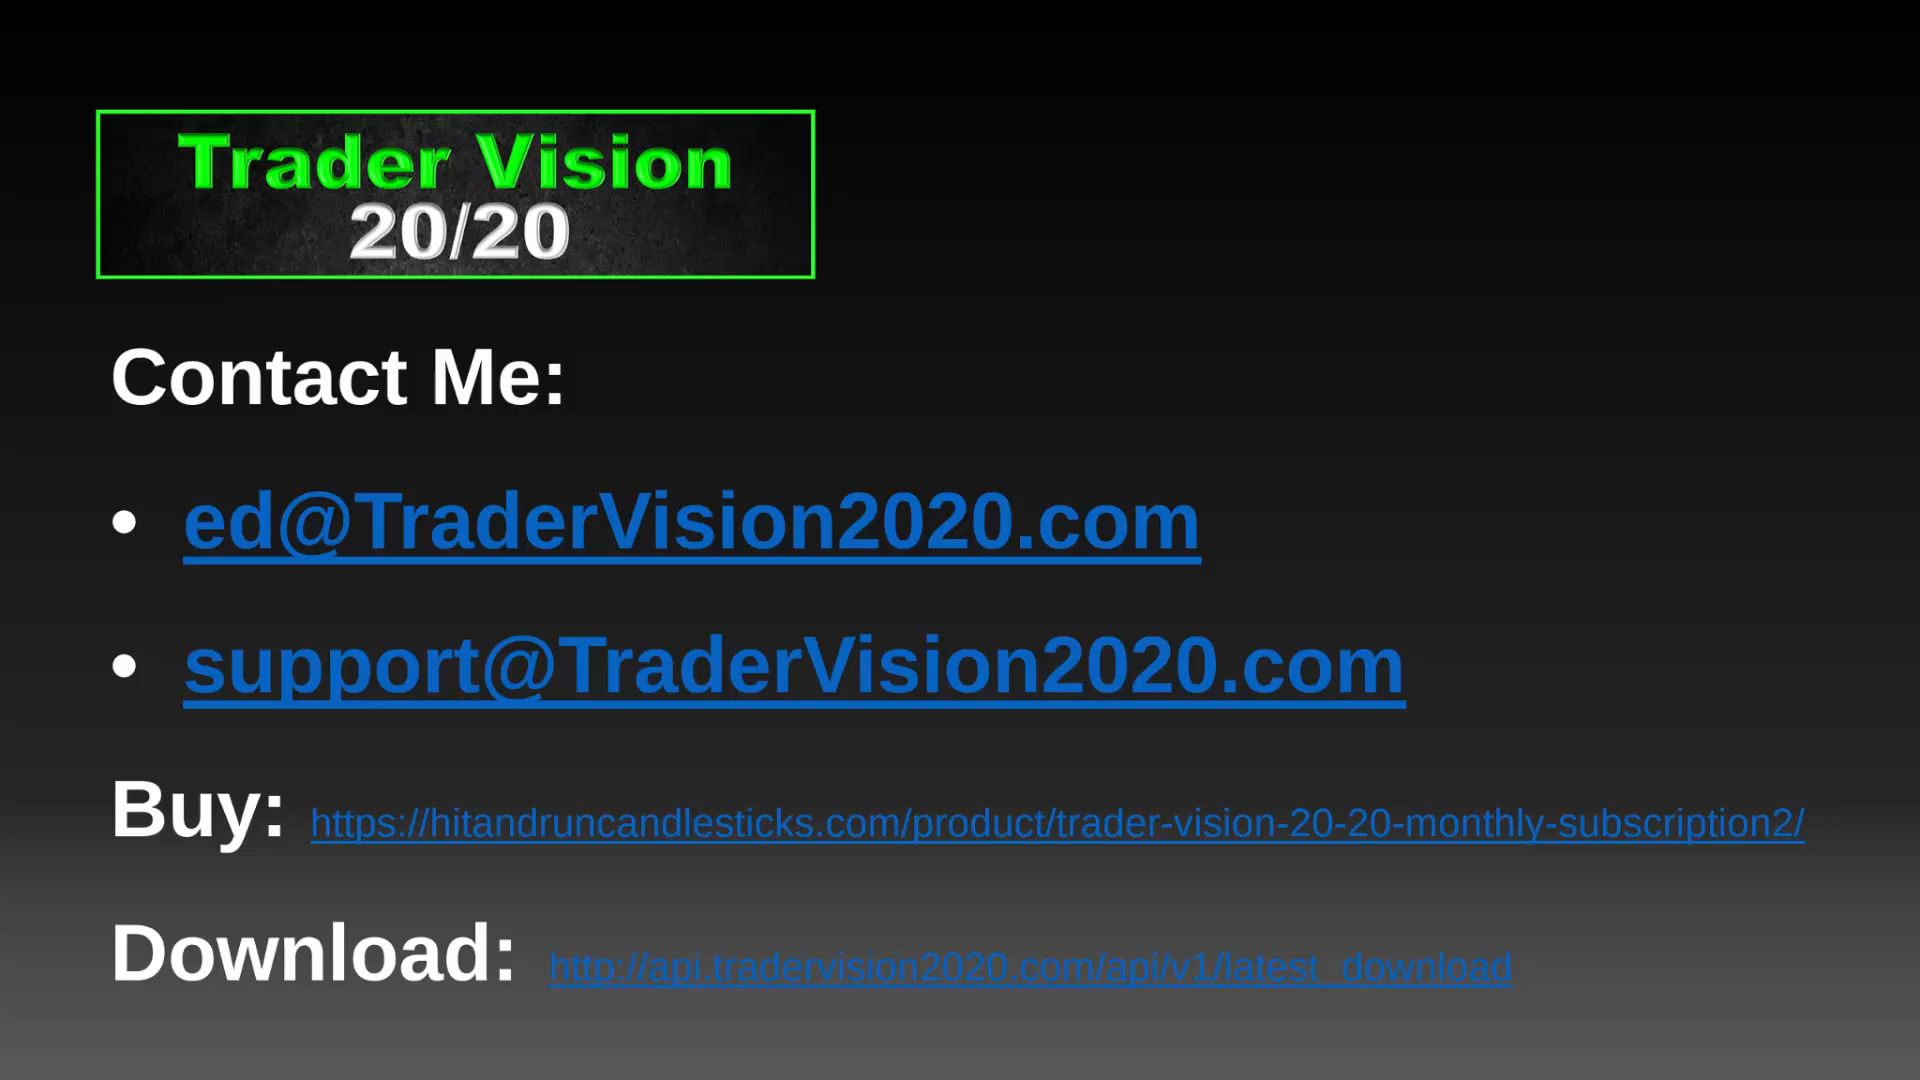 Trader Vision
20/20
Contact Me:
• ed@TraderVision2020.com
• support@TraderVision2020.com
Buy: https://hitandruncandlesticks.com/product/trader-vision-20-20-monthly-subscription2/
Download: http://api.tradervision2020.com/api/v1/latest_download